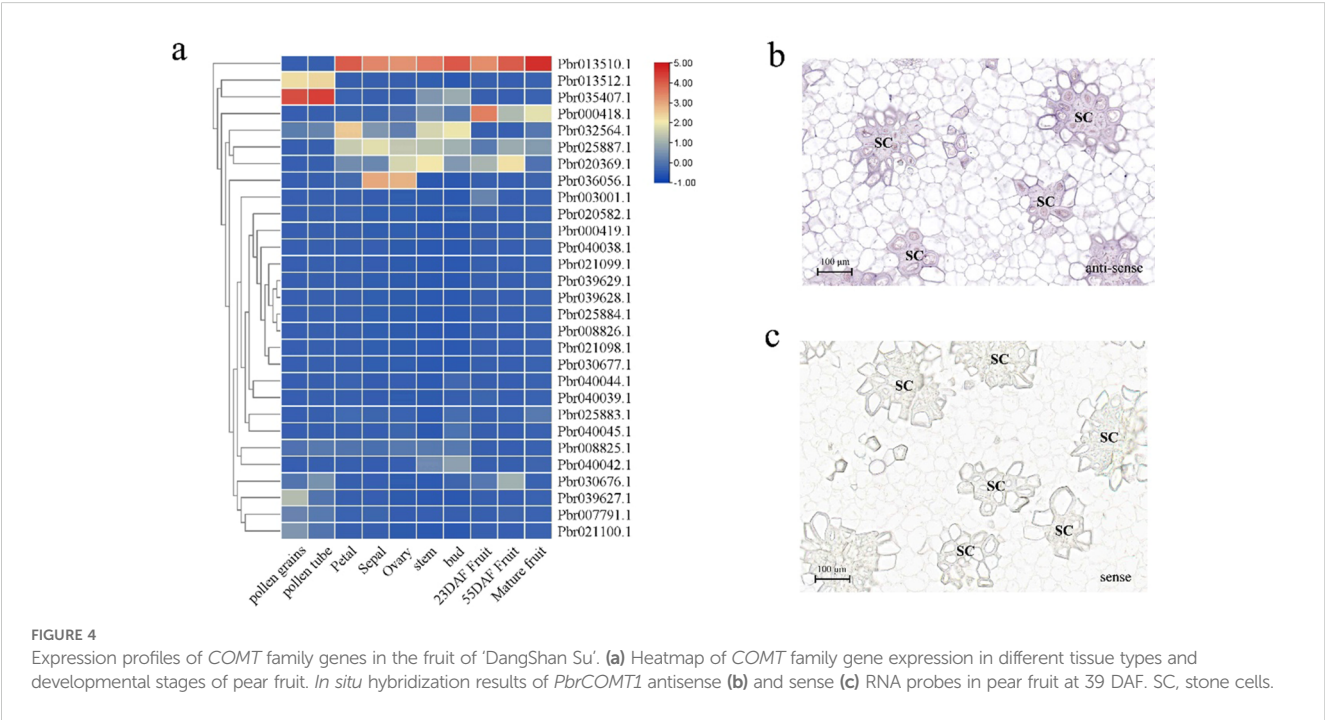 a
5.00
4.00
3.00
2.00
1.00
0.00
-1.00
Pbr013510.1
Pbr013512.1
Pbr035407.1
Pbr000418.1
Pbr032564.1
Pbr025887.1
Pbr020369.1
Pbr036056.1
Pbr003001.1
Pbr020582.1
Pbr000419.1
Pbr040038.1
Pbr021099.1
Pbr039629.1
Pbr039628.1
Pbr025884.1
Pbr008826.1
Pbr021098.1
Pbr030677.1
Pbr040044.1
Pbr040039.1
Pbr025883.1
Pbr040045.1
Pbr008825.1
Pbr040042.1
Pbr030676.1
Pbr039627.1
Pbr007791.1
Pbr021100.1
pollen grains
pollen tube
Petal
Sepal
Ovary
stem
bud
23DAF Fruit
55DAF Fruit
Mature fruit
b
SC
SC
SC
SC
100 μm
anti-sense
c
SC
SC
SC
SC
SC
SC
100 μm
sense
FIGURE 4
Expression profiles of COMT family genes in the fruit of ‘DangShan Su’. (a) Heatmap of COMT family gene expression in different tissue types and
developmental stages of pear fruit. In situ hybridization results of PbrCOMT1 antisense (b) and sense (c) RNA probes in pear fruit at 39 DAF. SC, stone cells.